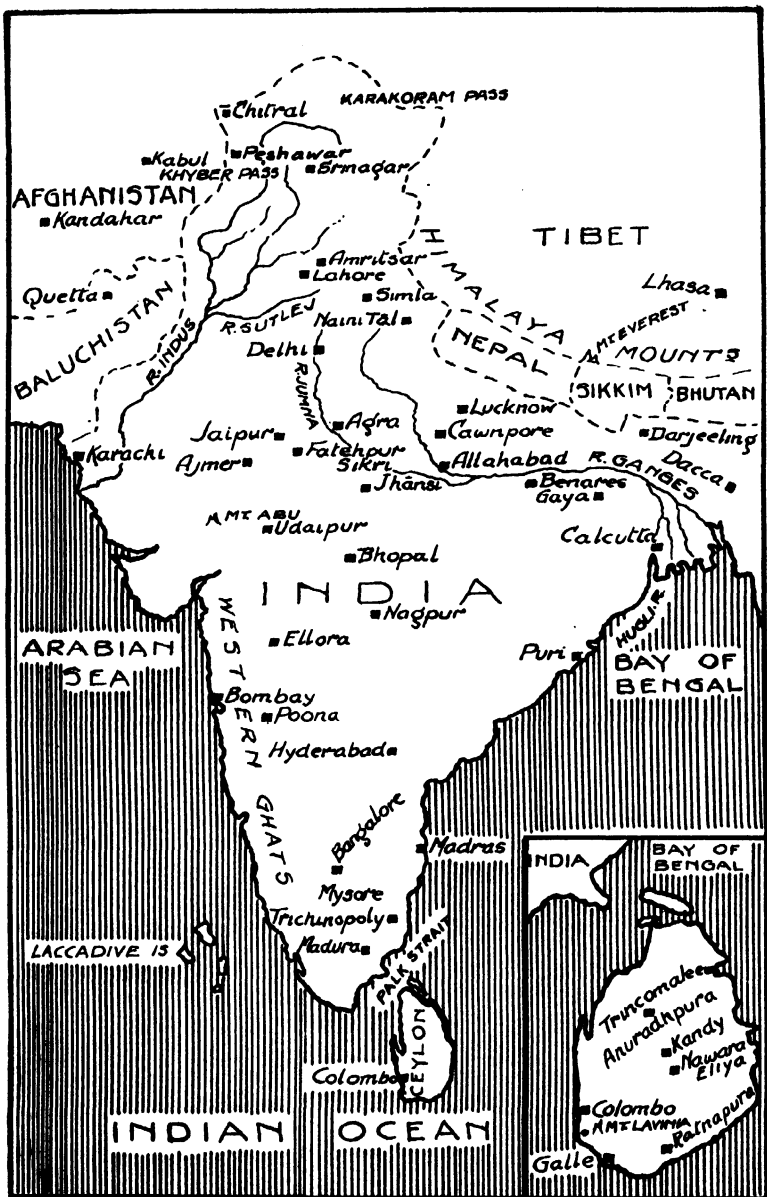 KARAKORAM PASS
Chitral
Kabul
Peshawar
KHYBER PASS
Srinagar
AFGHANISTAN
Kandahar
TIBET
HIMALAYA
MOUNTS
Amritsar
Lahore
Quetta
Lhasa
Simla
BALUCHISTAN
R. INDUS
R. SUTLEJ
Naini Tāl
MT EVEREST
NEPAL
Delhi
R. JUMNA
SIKKIM
BHUTAN
Lucknow
Agra
Cawnpore
Darjeeling
Jaipur
Karachi
Ajmer
Fatehpur
Sikri
Allahabad
R. GANGES
Dacca
Jhānsi
Benares
Gaya
MT ABU
Udaipur
Calcutta
Bhopal
INDIA
Nagpur
HUGLI. R
ARABIAN
SEA
WESTERN GHATS
Ellora
Puri
BAY OF
BENGAL
Bombay
Poona
Hyderabad
Bangalore
Madras
Mysore
Trichinopoly
Madura
LACCADIVE IS
PALK STRAIT
CEYLON
Colombo
INDIAN OCEAN
INDIA
BAY OF
BENGAL
Trincomalee
Anuradhpura
Kandy
Nawara
Eliya
Colombo
MT LAVINIA
Ratnapura
Galle